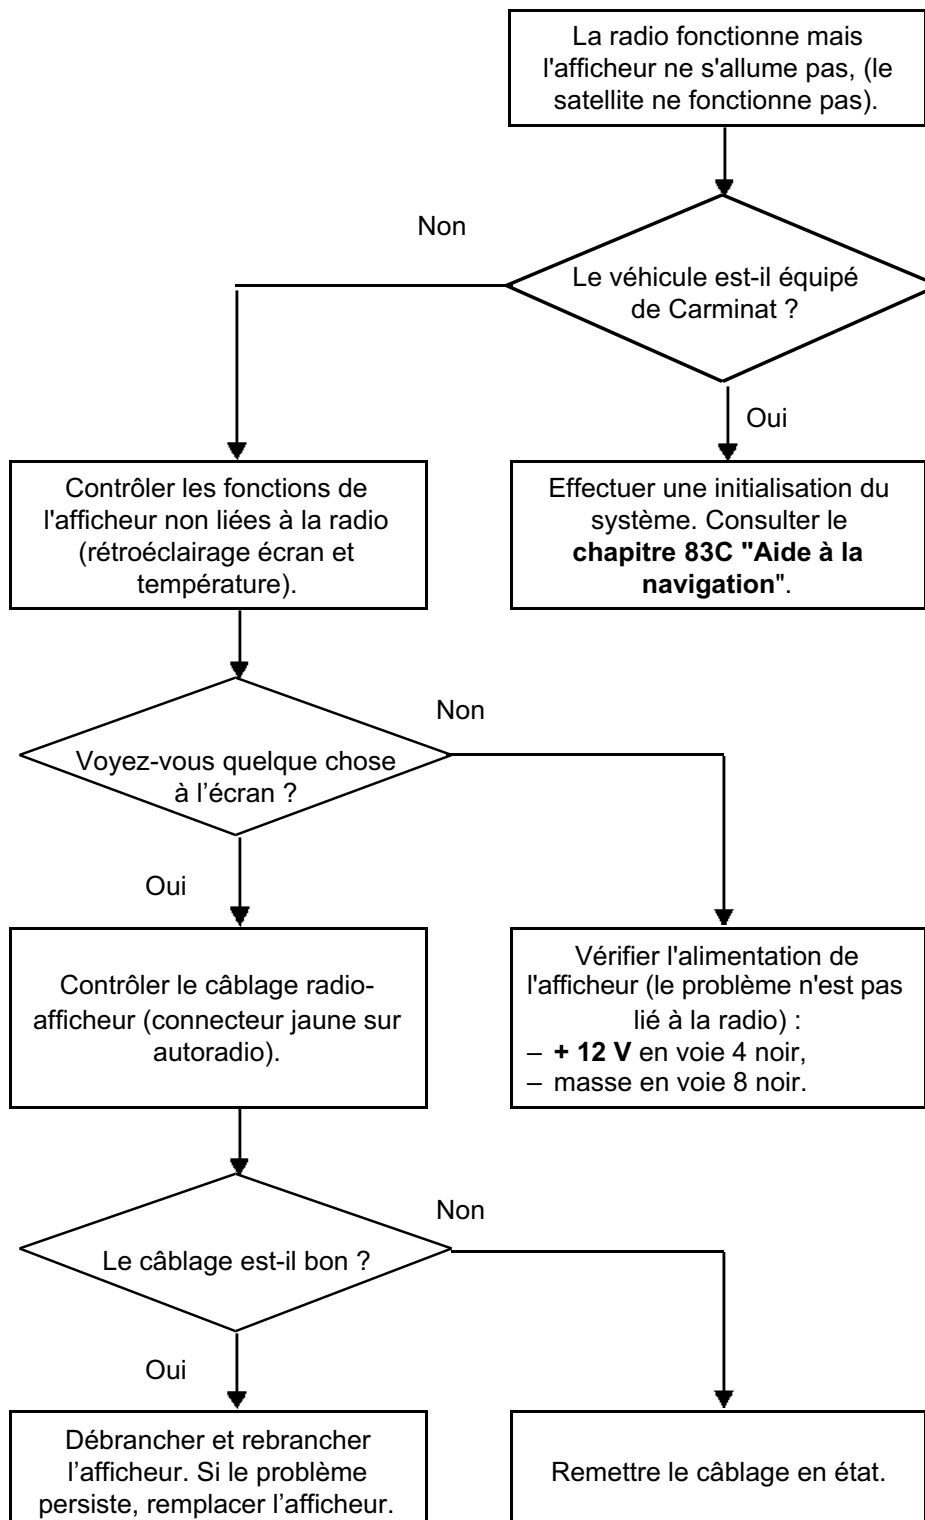 La radio fonctionne mais
l'afficheur ne s'allume pas, (le
satellite ne fonctionne pas).
Non
Le véhicule est-il équipé
de Carminat ?
Oui
Contrôler les fonctions de
l'afficheur non liées à la radio
(rétroéclairage écran et
température).
Effectuer une initialisation du
système. Consulter le
chapitre 83C "Aide à la
navigation".
Non
Voyez-vous quelque chose
à l’écran ?
Oui
Contrôler le câblage radio-
afficheur (connecteur jaune sur
autoradio).
Vérifier l'alimentation de
l'afficheur (le problème n'est pas
lié à la radio) :
– + 12 V en voie 4 noir,
– masse en voie 8 noir.
Non
Le câblage est-il bon ?
Oui
Débrancher et rebrancher
l’afficheur. Si le problème
persiste, remplacer l’afficheur.
Remettre le câblage en état.